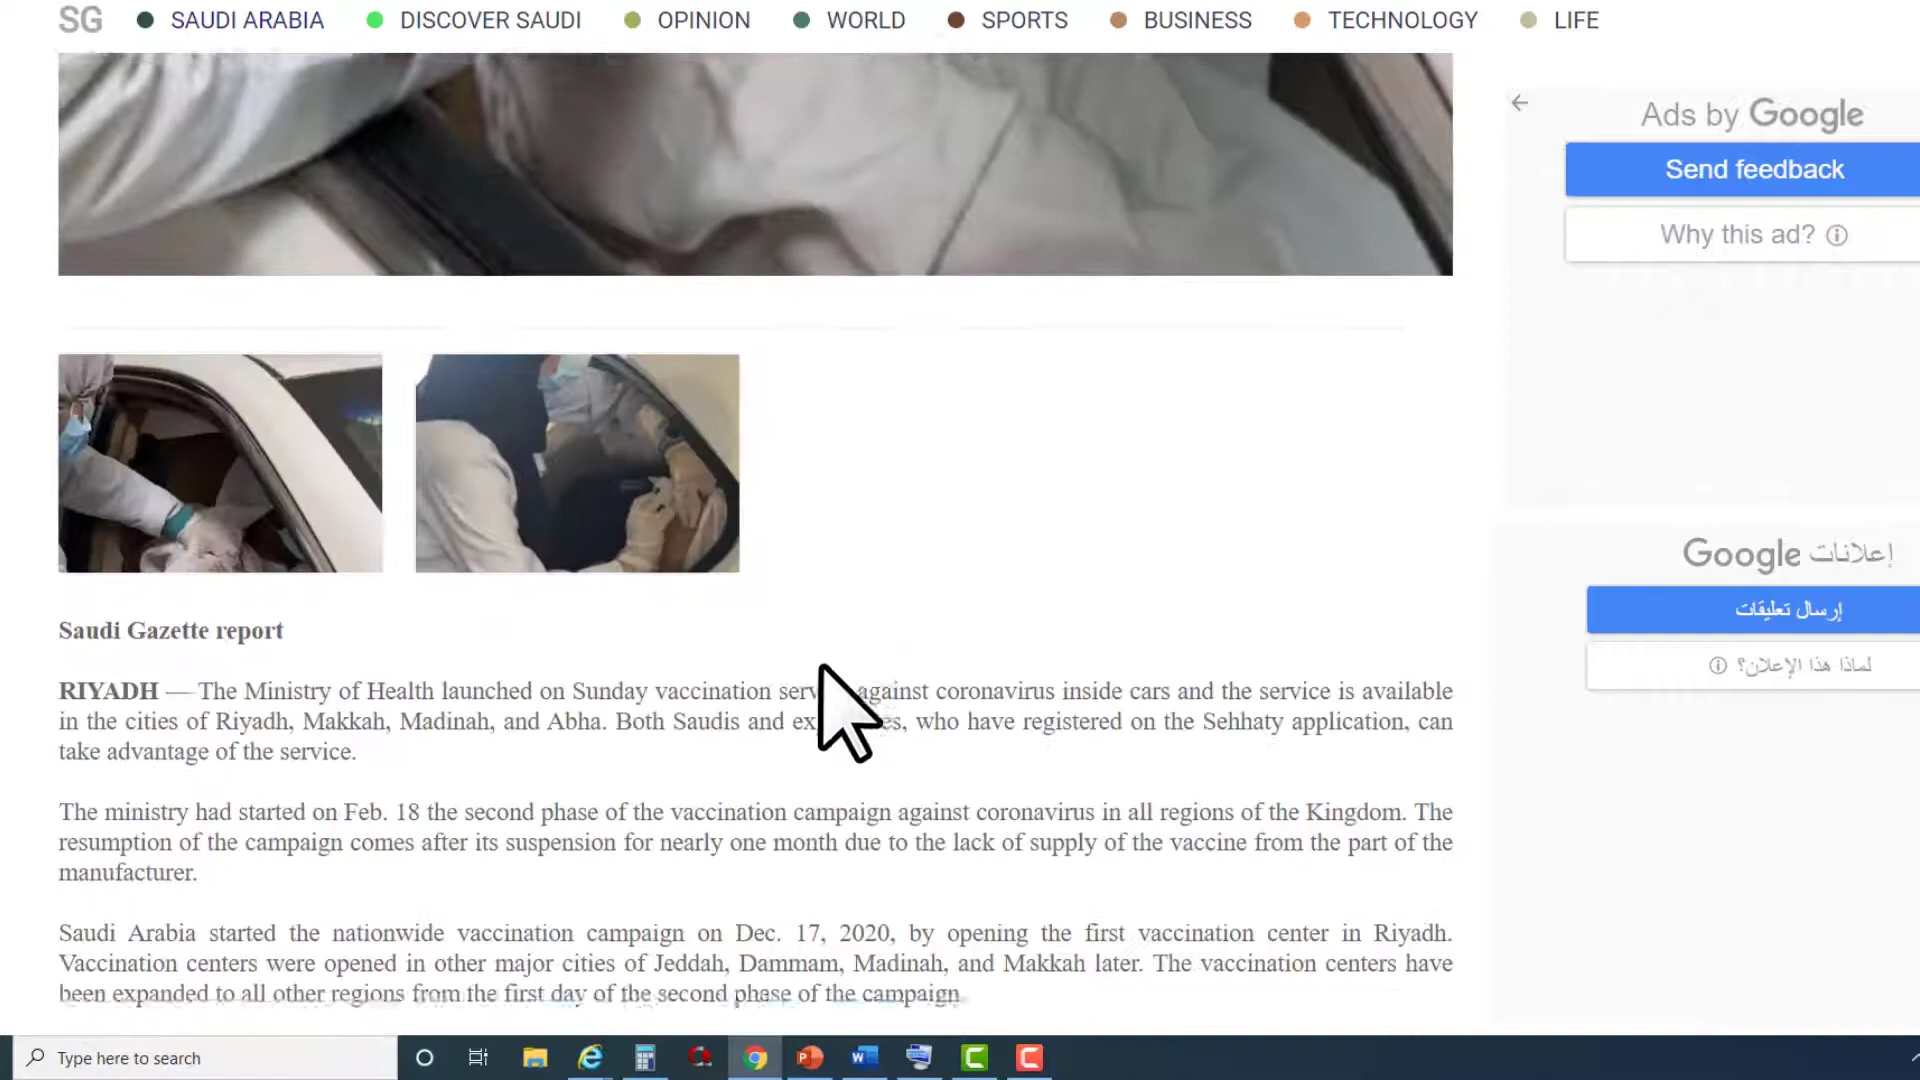 SG SAUDI ARABIA DISCOVER SAUDI OPINION WORLD SPORTS BUSINESS TECHNOLOGY LIFE
Ads by Google
Send feedback
Why this ad?
إعلانات Google
إرسال تعليقات
لماذا هذا الإعلان؟
Saudi Gazette report
RIYADH — The Ministry of Health launched on Sunday vaccination against coronavirus inside cars and the service is available
in the cities of Riyadh, Makkah, Madinah, and Abha. Both Saudis and who have registered on the Sehhaty application, can
take advantage of the service.
The ministry had started on Feb. 18 the second phase of the vaccination campaign against coronavirus in all regions of the Kingdom. The
resumption of the campaign comes after its suspension for nearly one month due to the lack of supply of the vaccine from the part of the
manufacturer.
Saudi Arabia started the nationwide vaccination campaign on Dec. 17, 2020, by opening the first vaccination center in Riyadh.
Vaccination centers were opened in other major cities of Jeddah, Dammam, Madinah, and Makkah later. The vaccination centers have
been expanded to all other regions from the first day of the second phase of the campaign.
Type here to search